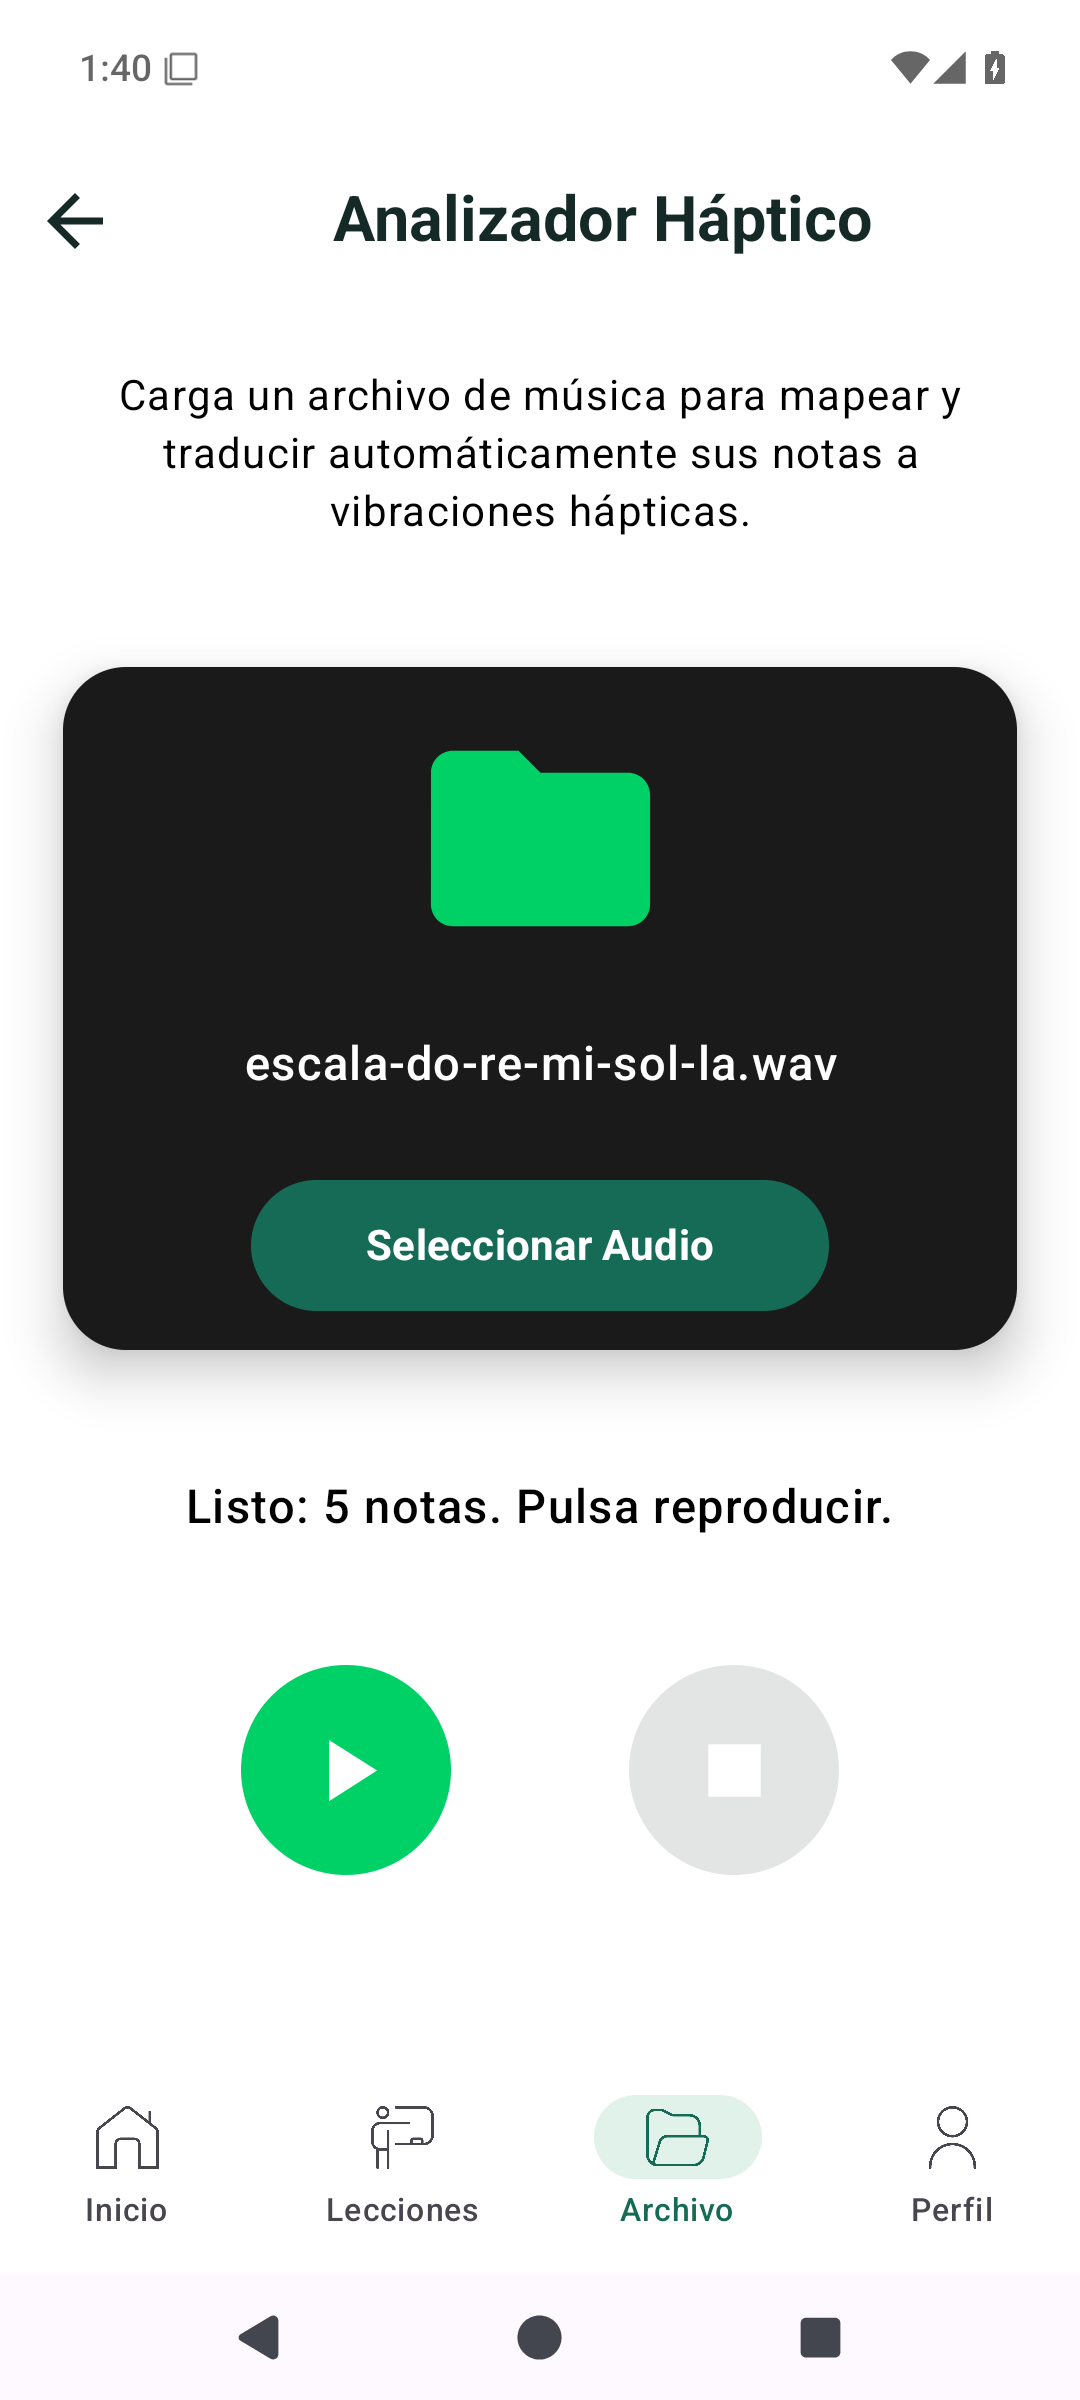 1:40
Analizador Háptico
Carga un archivo de música para mapear y
traducir automáticamente sus notas a
vibraciones hápticas.
escala-do-re-mi-sol-la.wav
Seleccionar Audio
Listo: 5 notas. Pulsa reproducir.
Inicio
Lecciones
Archivo
Perfil